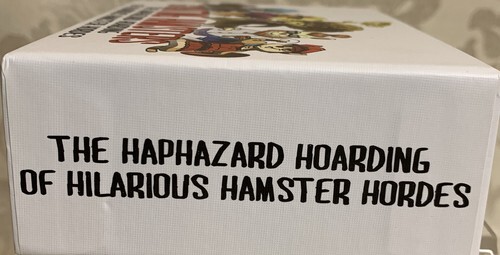 THE HAPHAZARD HOARDING
OF HILARIOUS HAMSTER HORDES